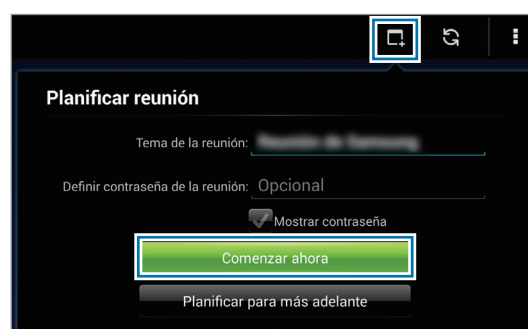 Planificar reunión
Tema de la reunión:
Definir contraseña de la reunión: Opcional
Mostrar contraseña
Comenzar ahora
Planificar para más adelante